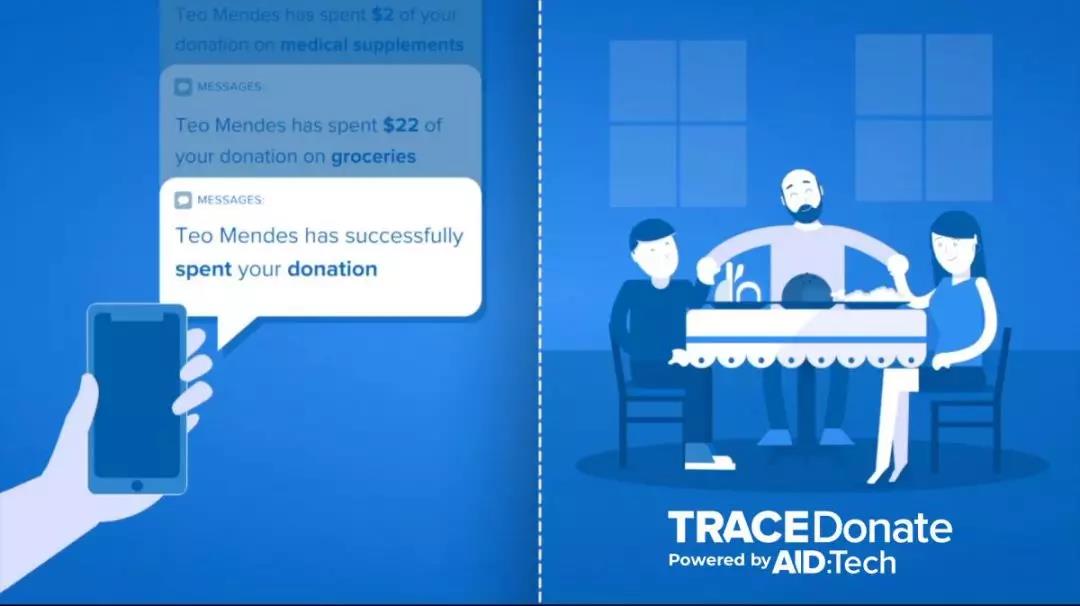 Teo Mendes has spent $2 of your
donation on medical supplements
MESSAGES:
Teo Mendes has spent $22 of
your donation on groceries
MESSAGES:
Teo Mendes has successfully
spent your donation
TRACEDonate
Powered by AID:Tech